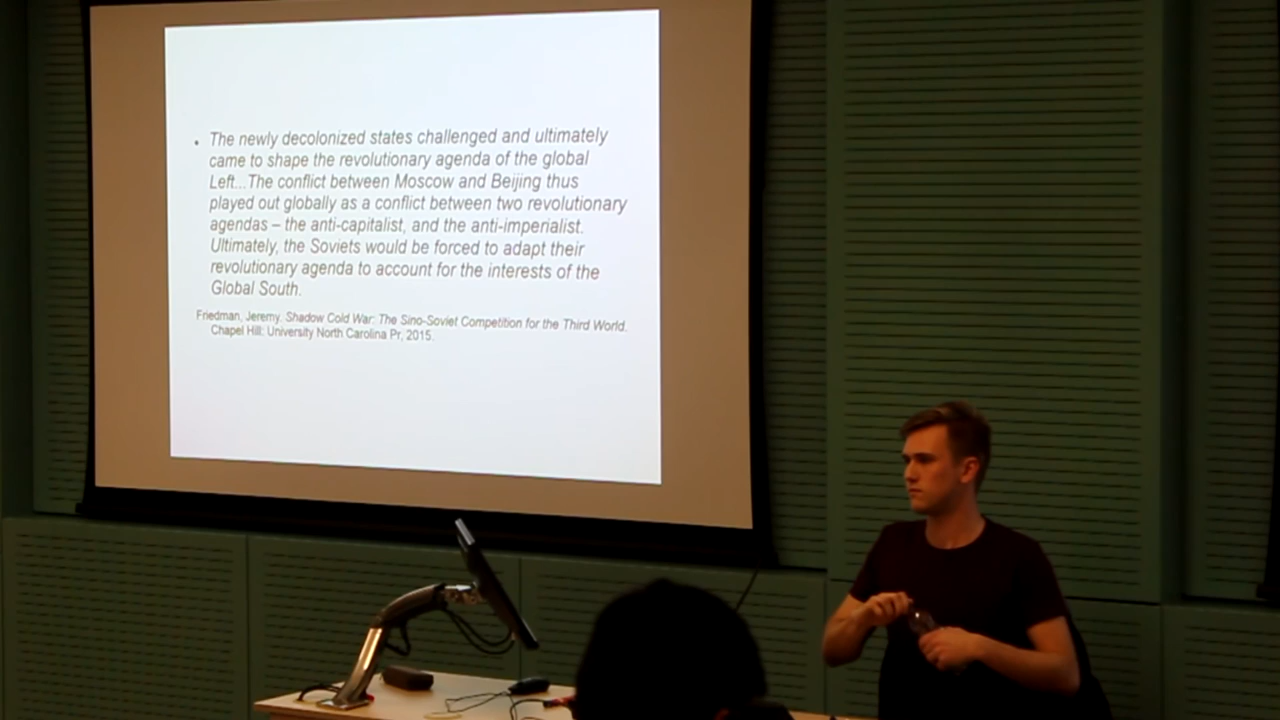 • The newly decolonized states challenged and ultimately
came to shape the revolutionary agenda of the global
Left...The conflict between Moscow and Beijing thus
played out globally as a conflict between two revolutionary
agendas – the anti-capitalist, and the anti-imperialist.
Ultimately, the Soviets would be forced to adapt their
revolutionary agenda to account for the interests of the
Global South.
Friedman, Jeremy. Shadow Cold War: The Sino-Soviet Competition for the Third World.
Chapel Hill: University North Carolina Pr, 2015.